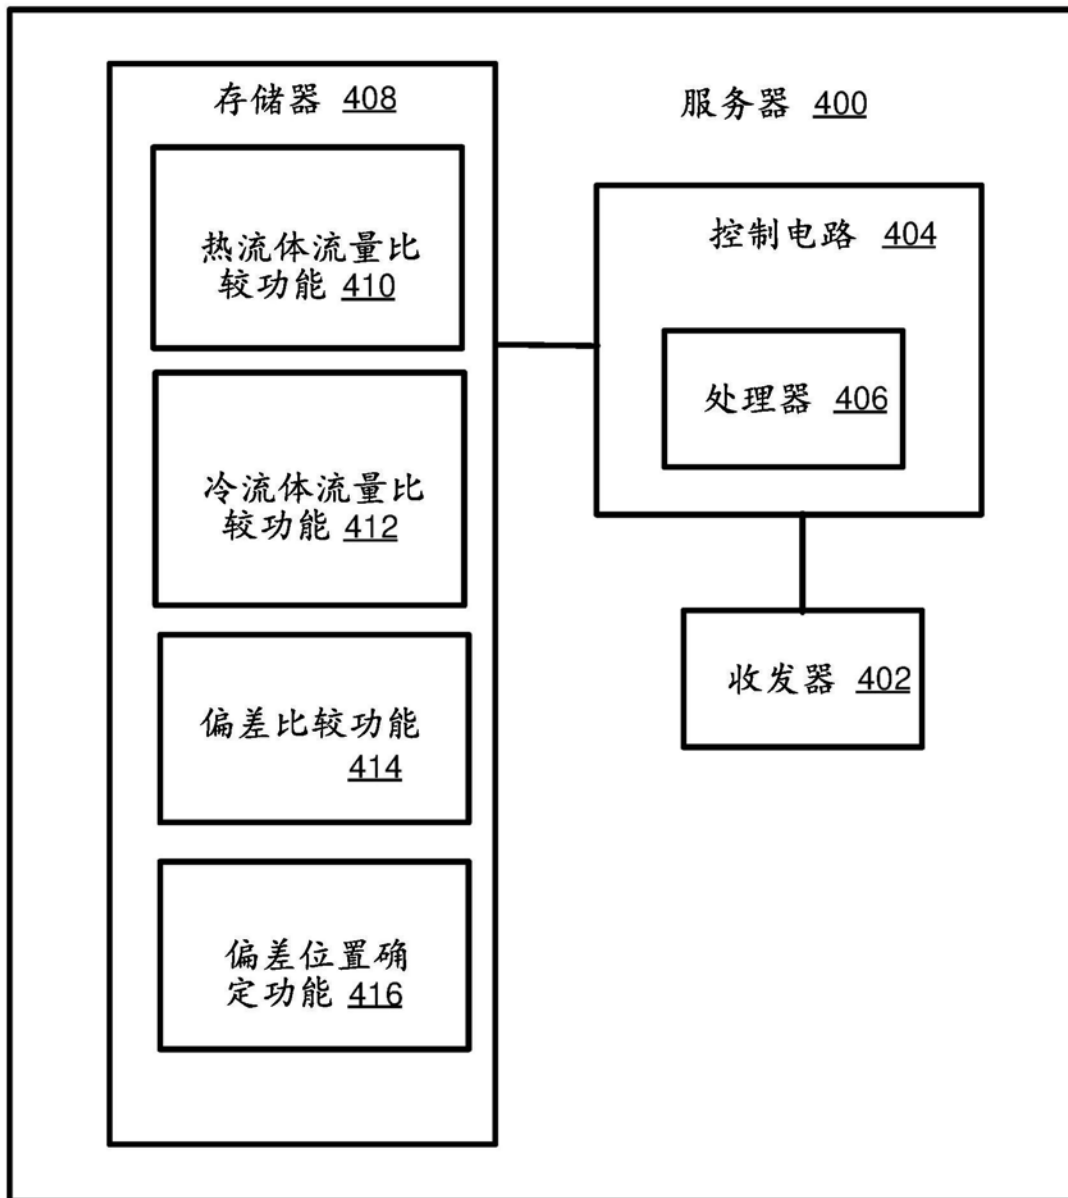 存储器 408
服务器 400
热流体流量比
较功能 410
控制电路 404
处理器 406
冷流体流量比
较功能 412
收发器 402
偏差比较功能
414
偏差位置确
定功能 416